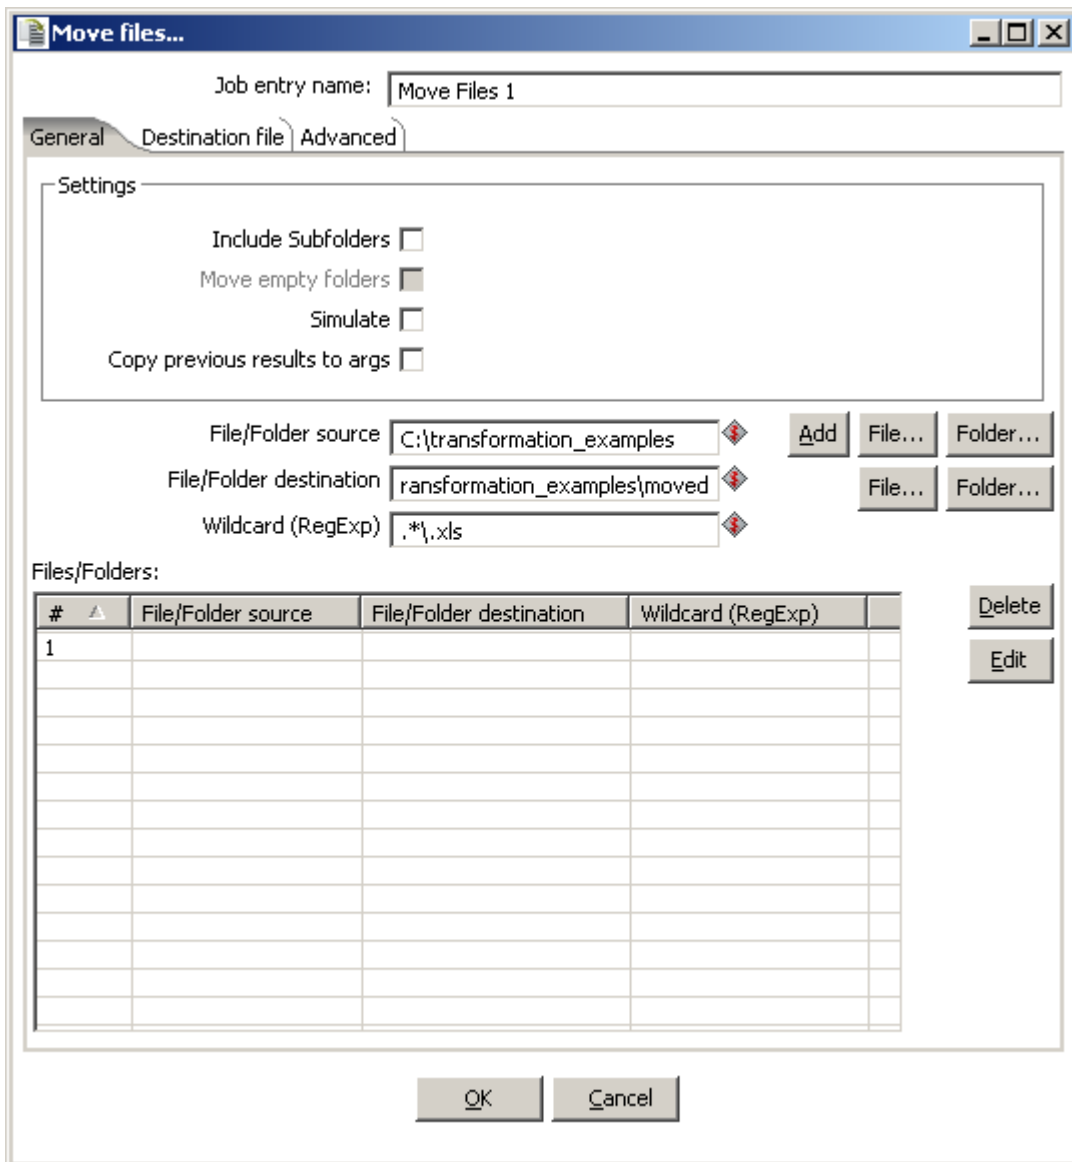 Move files...
Job entry name: Move Files 1
General Destination file Advanced
Settings
Include Subfolders
Move empty folders
Simulate
Copy previous results to args
File/Folder source C:\transformation_examples Add File... Folder...
File/Folder destination ransformation_examples\moved File... Folder...
Wildcard (RegExp) .*\.xls
Files/Folders:
# File/Folder source File/Folder destination Wildcard (RegExp) Delete
1
Edit
OK Cancel